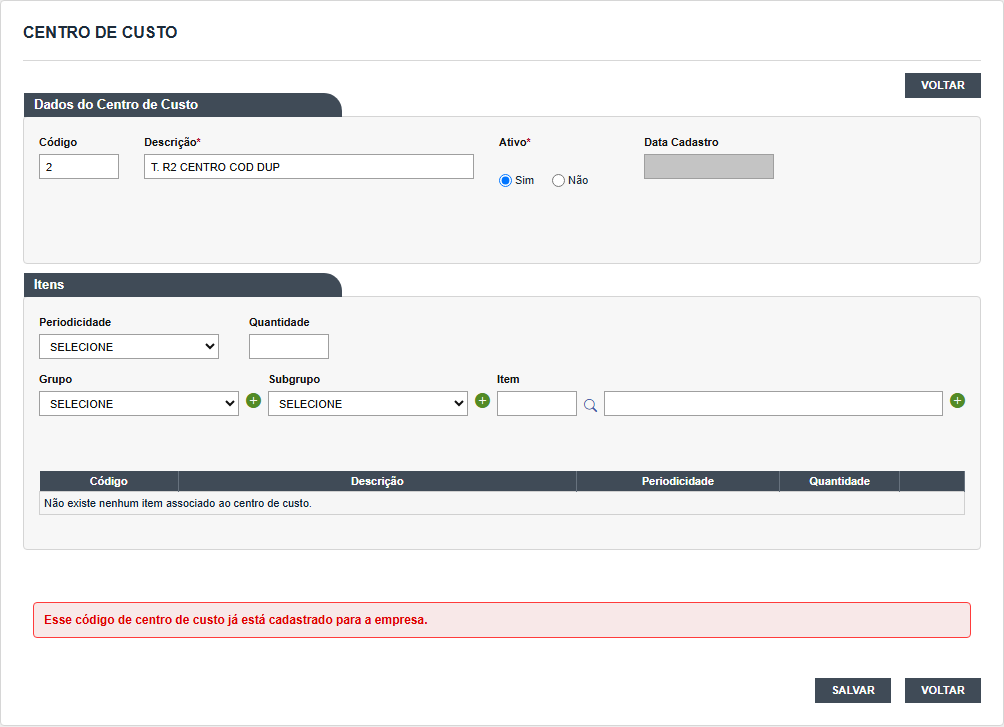 CENTRO DE CUSTO
VOLTAR
Dados do Centro de Custo
Código Descrição* Ativo* Data Cadastro
2 T. R2 CENTRO COD DUP
Sim Não
Itens
Periodicidade Quantidade
SELECIONE
Grupo Subgrupo Item
SELECIONE SELECIONE
Código Descrição Periodicidade Quantidade
Não existe nenhum item associado ao centro de custo.
Esse código de centro de custo já está cadastrado para a empresa.
SALVAR VOLTAR